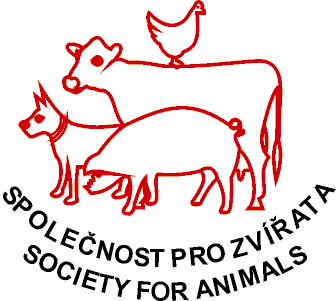 SPOLEČNOST PRO ZVÍŘATA
SOCIETY FOR ANIMALS